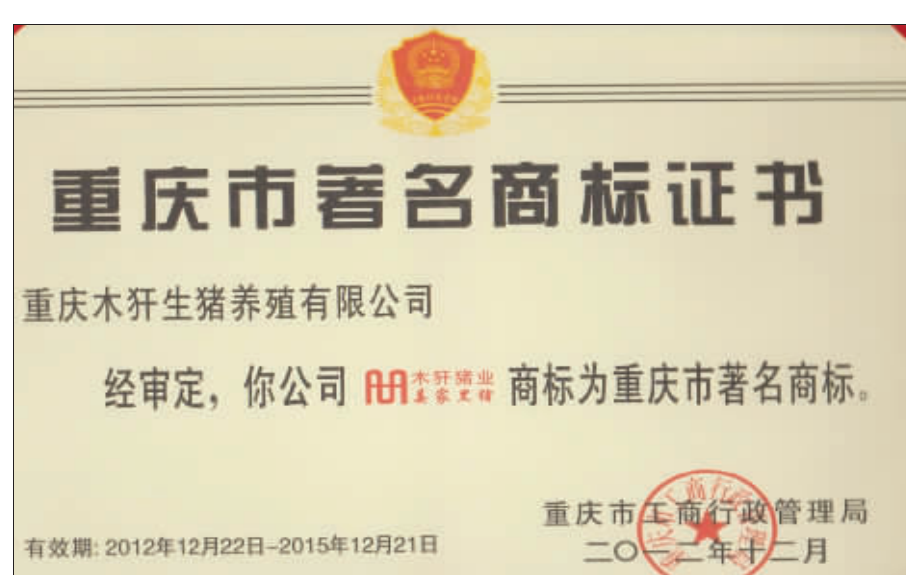 重庆市著名商标证书
重庆木犴生猪养殖有限公司
经审定，你公司 木犴猪业 商标为重庆市著名商标。
重庆市工商行政管理局
有效期: 2012年12月22日-2015年12月21日
二〇一二年十二月